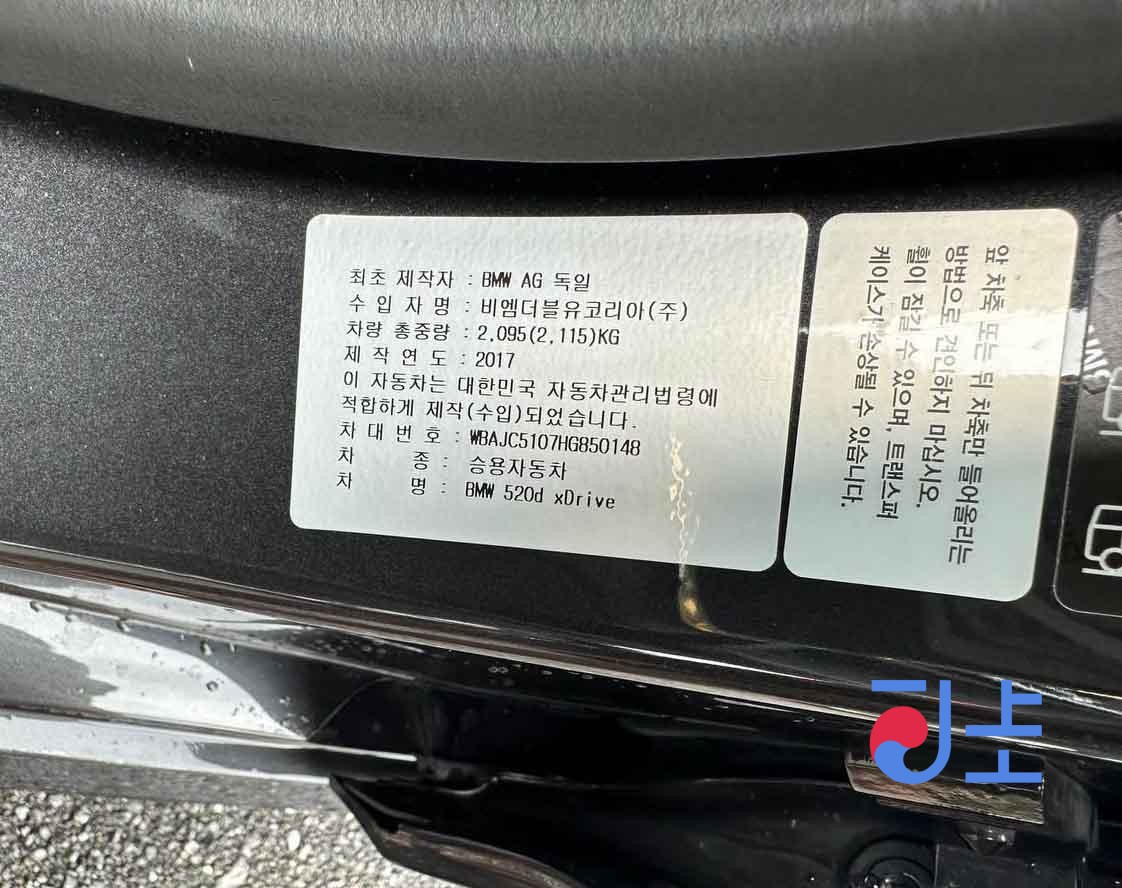 최초 제작자 : BMW AG 독일
수 입 자 명 : 비엠더블유코리아(주)
차량 총중량 : 2,095(2,115)KG
제 작 연 도 : 2017
이 자동차는 대한민국 자동차관리법령에
적합하게 제작(수입)되었습니다.
차 대 번 호 : WBAJC5107HG850148
차 종 : 승용자동차
차 명 : BMW 520d xDrive
앞 차축 또는 뒤 차축만 들어올리는
방법으로 견인하지 마십시오.
휠이 잠길 수 있으며, 트랜스퍼
케이스가 손상될 수 있습니다.